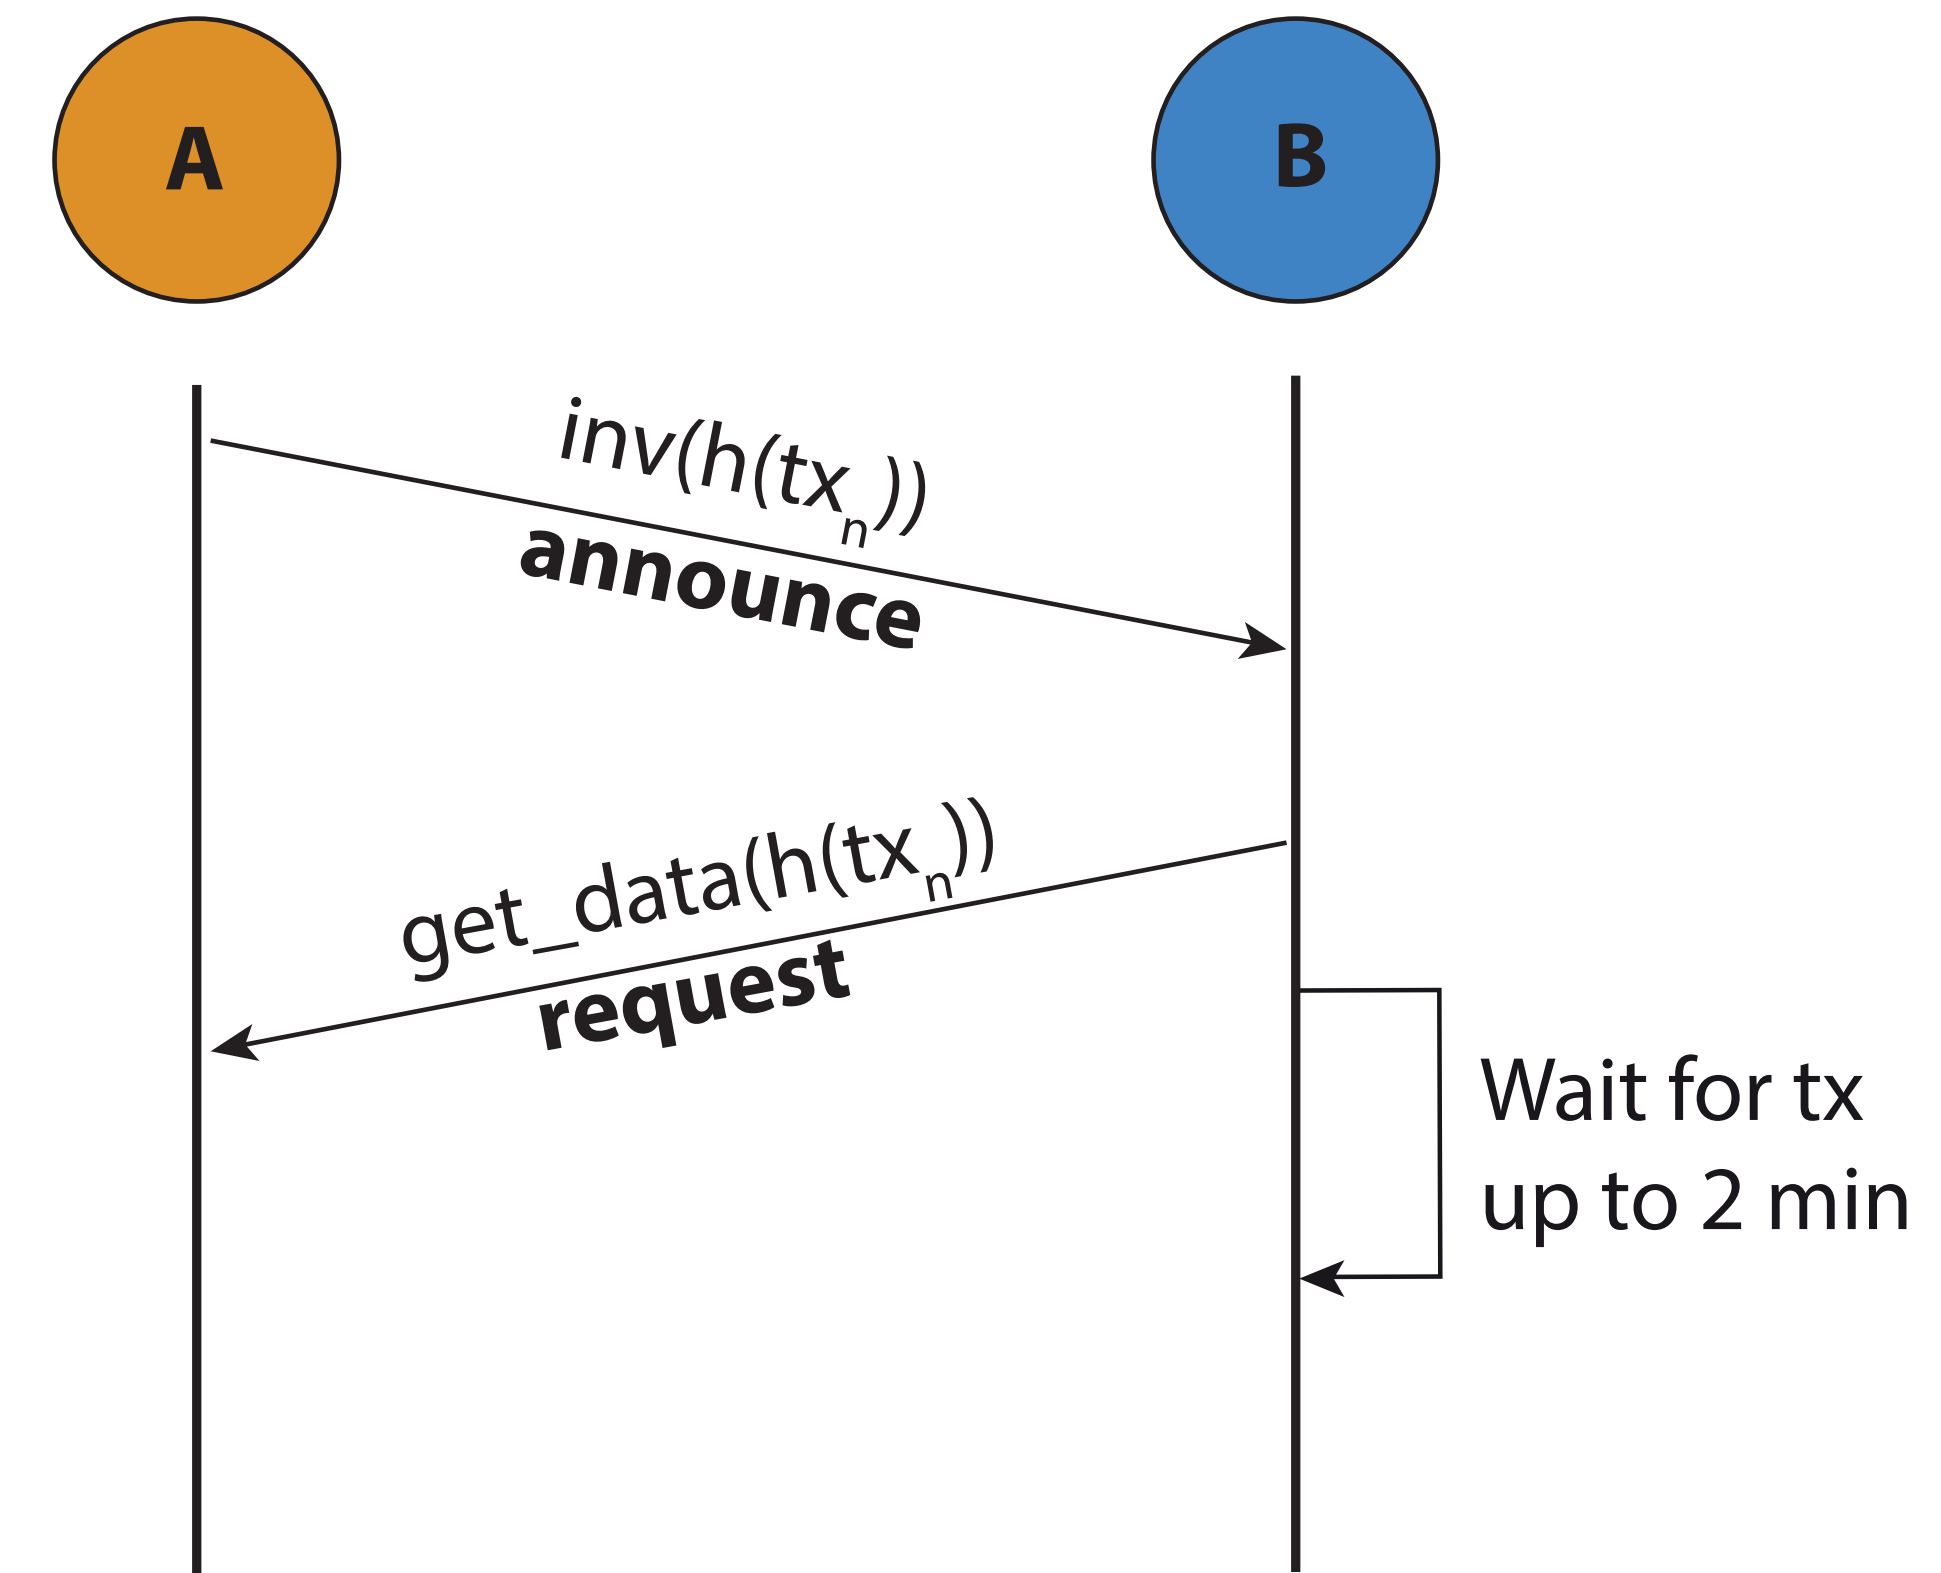 A
B
inv(h(txn))
announce
get_data(h(txn))
request
Wait for tx
up to 2 min